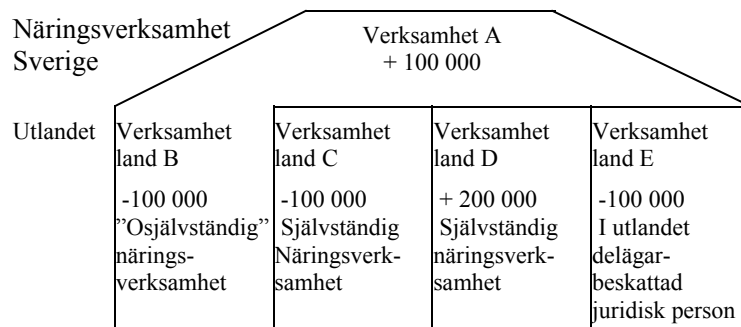 Näringsverksamhet
Sverige
Verksamhet A
+ 100 000
Utlandet
Verksamhet
land B
-100 000
”Osjälvständig”
närings-
verksamhet
Verksamhet
land C
-100 000
Självständig
Näringsverk-
samhet
Verksamhet
land D
+ 200 000
Självständig
näringsverk-
samhet
Verksamhet
land E
-100 000
I utlandet
delägar-
beskattad
juridisk person